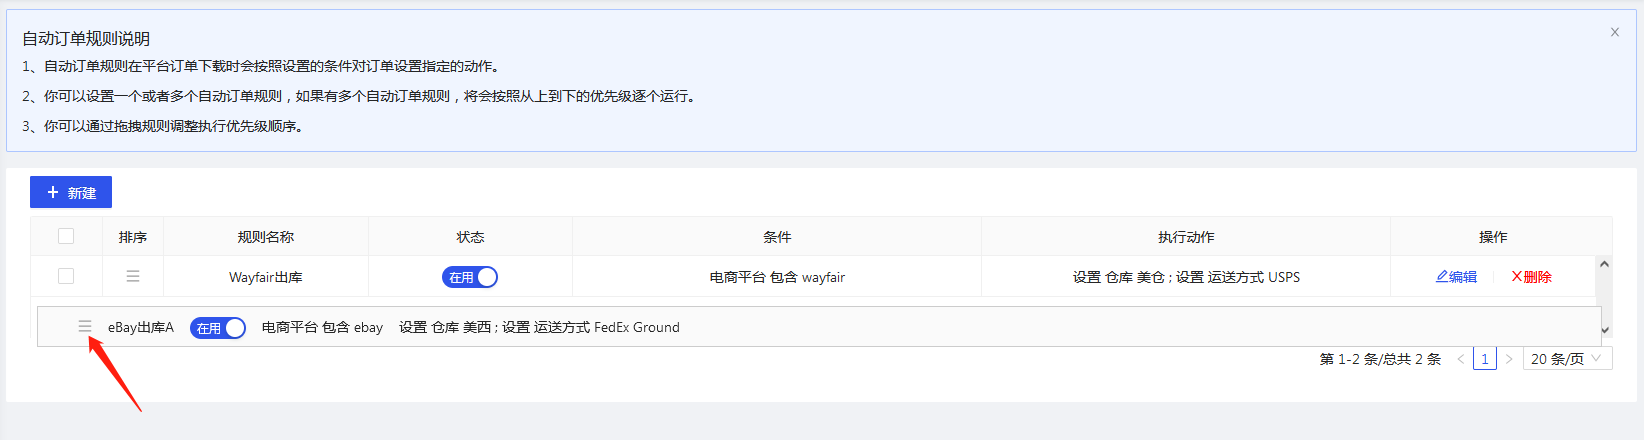 自动订单规则说明
1、自动订单规则在平台订单下载时会按照设置的条件对订单设置指定的动作。
2、你可以设置一个或者多个自动订单规则，如果有多个自动订单规则，将会按照从上到下的优先级逐个运行。
3、你可以通过拖拽规则调整执行优先级顺序。
+ 新建
排序 规则名称 状态 条件 执行动作 操作
Wayfair出库 在用 电商平台 包含 wayfair 设置 仓库 美仓 ; 设置 运送方式 USPS 编辑 删除
eBay出库A 在用 电商平台 包含 ebay 设置 仓库 美西 ; 设置 运送方式 FedEx Ground
第 1-2 条/总共 2 条 < 1 > 20 条/页